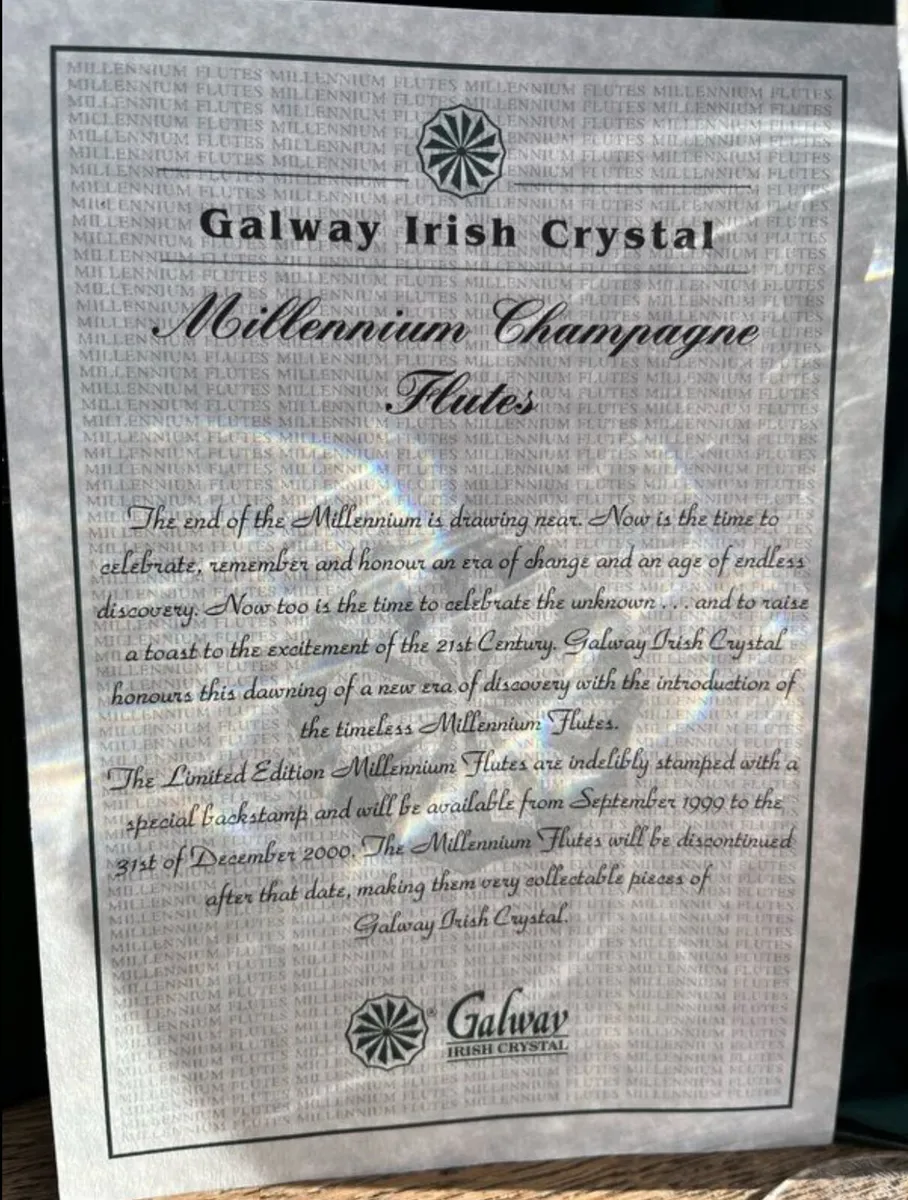 Galway Irish Crystal
Millennium Champagne
Flutes
The end of the Millennium is drawing near. Now is the time to
celebrate, remember and honour an era of change and an age of endless
discovery. Now too is the time to celebrate the unknown . . . and to raise
a toast to the excitement of the 21st Century. Galway Irish Crystal
honours this dawning of a new era of discovery with the introduction of
the timeless Millennium Flutes.
The Limited Edition Millennium Flutes are indelibly stamped with a
special backstamp and will be available from September 1999 to the
31st of December 2000. The Millennium Flutes will be discontinued
after that date, making them very collectable pieces of
Galway Irish Crystal.
Galway
IRISH CRYSTAL